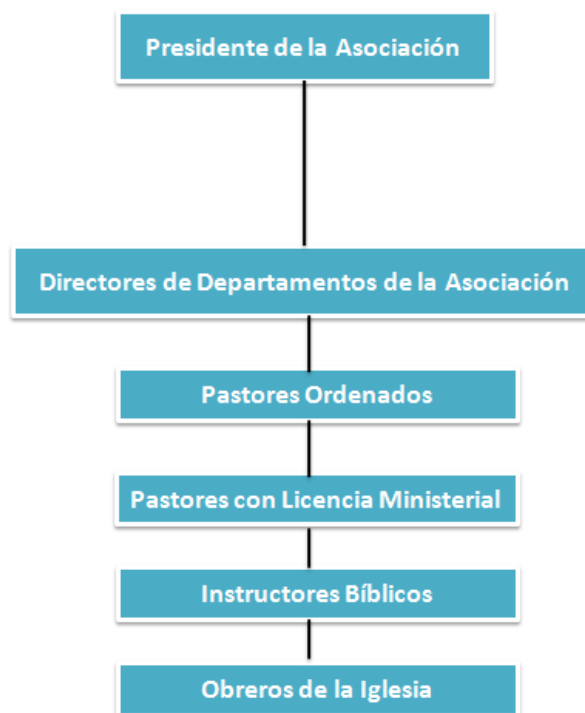 Presidente de la Asociación
Directores de Departamentos de la Asociación
Pastores Ordenados
Pastores con Licencia Ministerial
Instructores Bíblicos
Obreros de la Iglesia